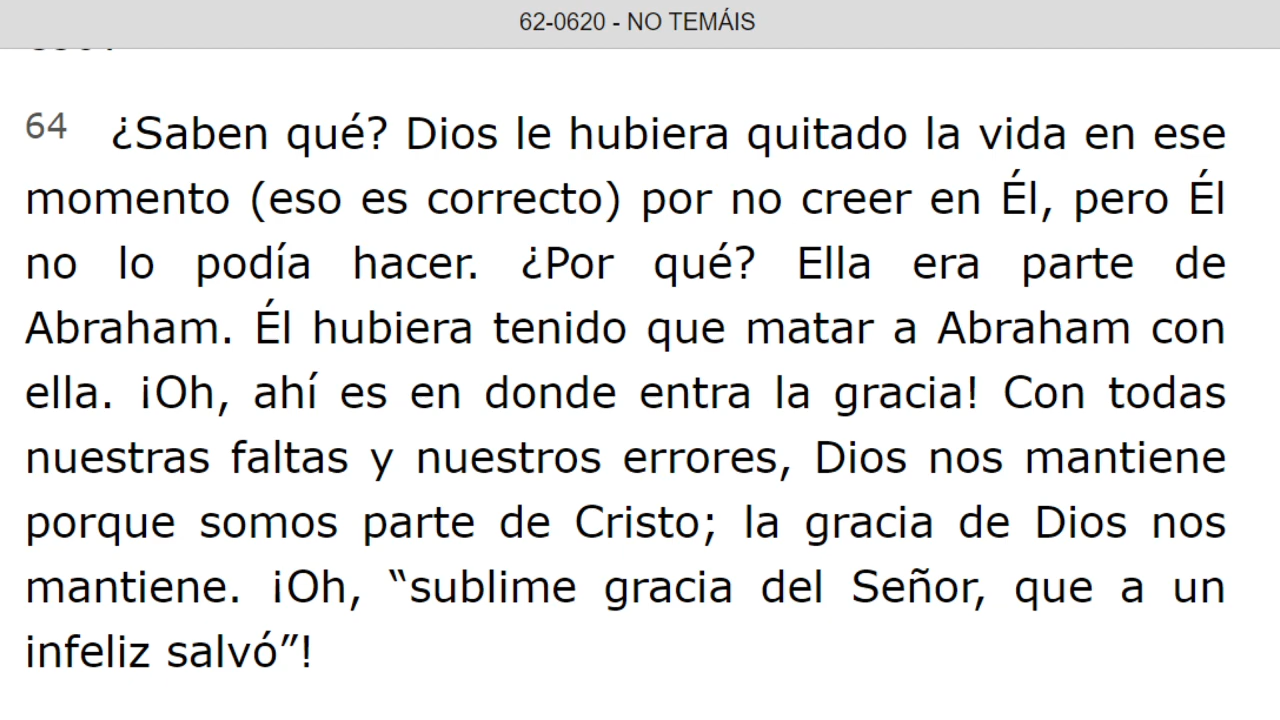 62-0620 - NO TEMÁIS
64 ¿Saben qué? Dios le hubiera quitado la vida en ese
momento (eso es correcto) por no creer en Él, pero Él
no lo podía hacer. ¿Por qué? Ella era parte de
Abraham. Él hubiera tenido que matar a Abraham con
ella. ¡Oh, ahí es en donde entra la gracia! Con todas
nuestras faltas y nuestros errores, Dios nos mantiene
porque somos parte de Cristo; la gracia de Dios nos
mantiene. ¡Oh, “sublime gracia del Señor, que a un
infeliz salvó”!